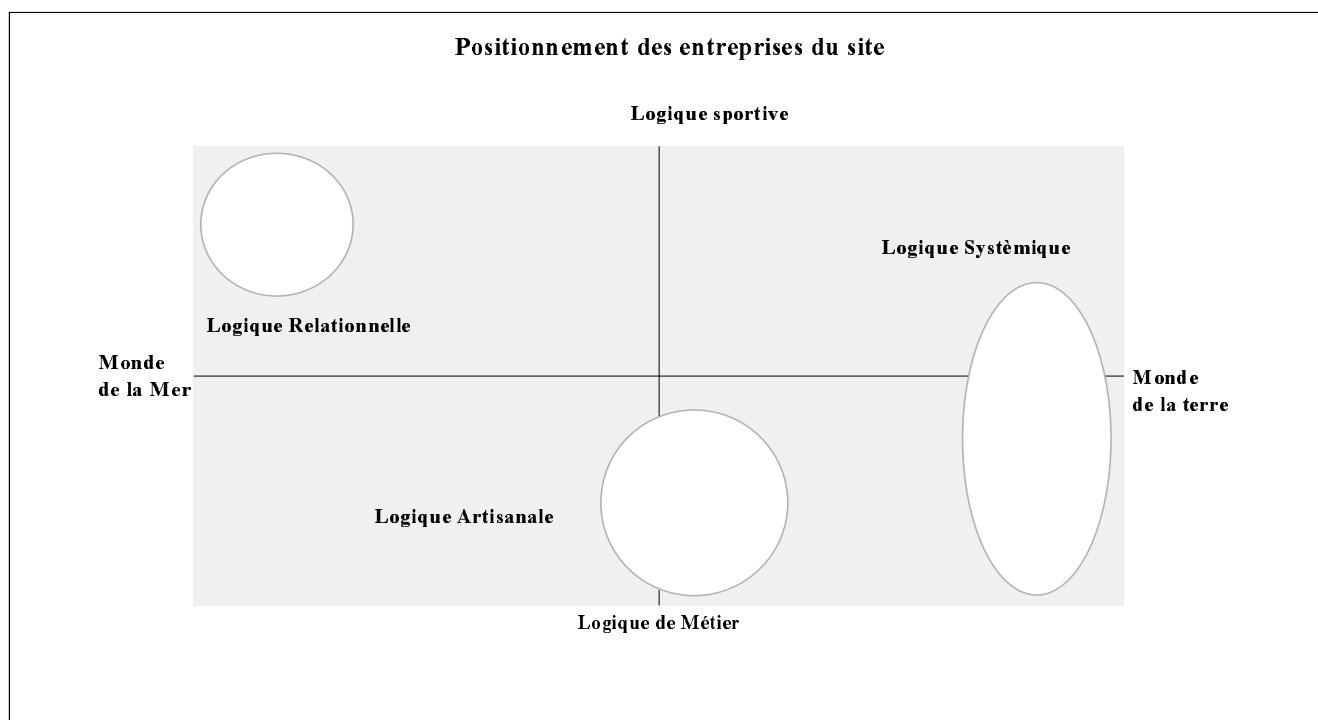 Positionnement des entreprises du site
Logique sportive
Logique Systèmique
Logique Relationnelle
Monde
de la Mer
Monde
de la terre
Logique Artisanale
Logique de Métier